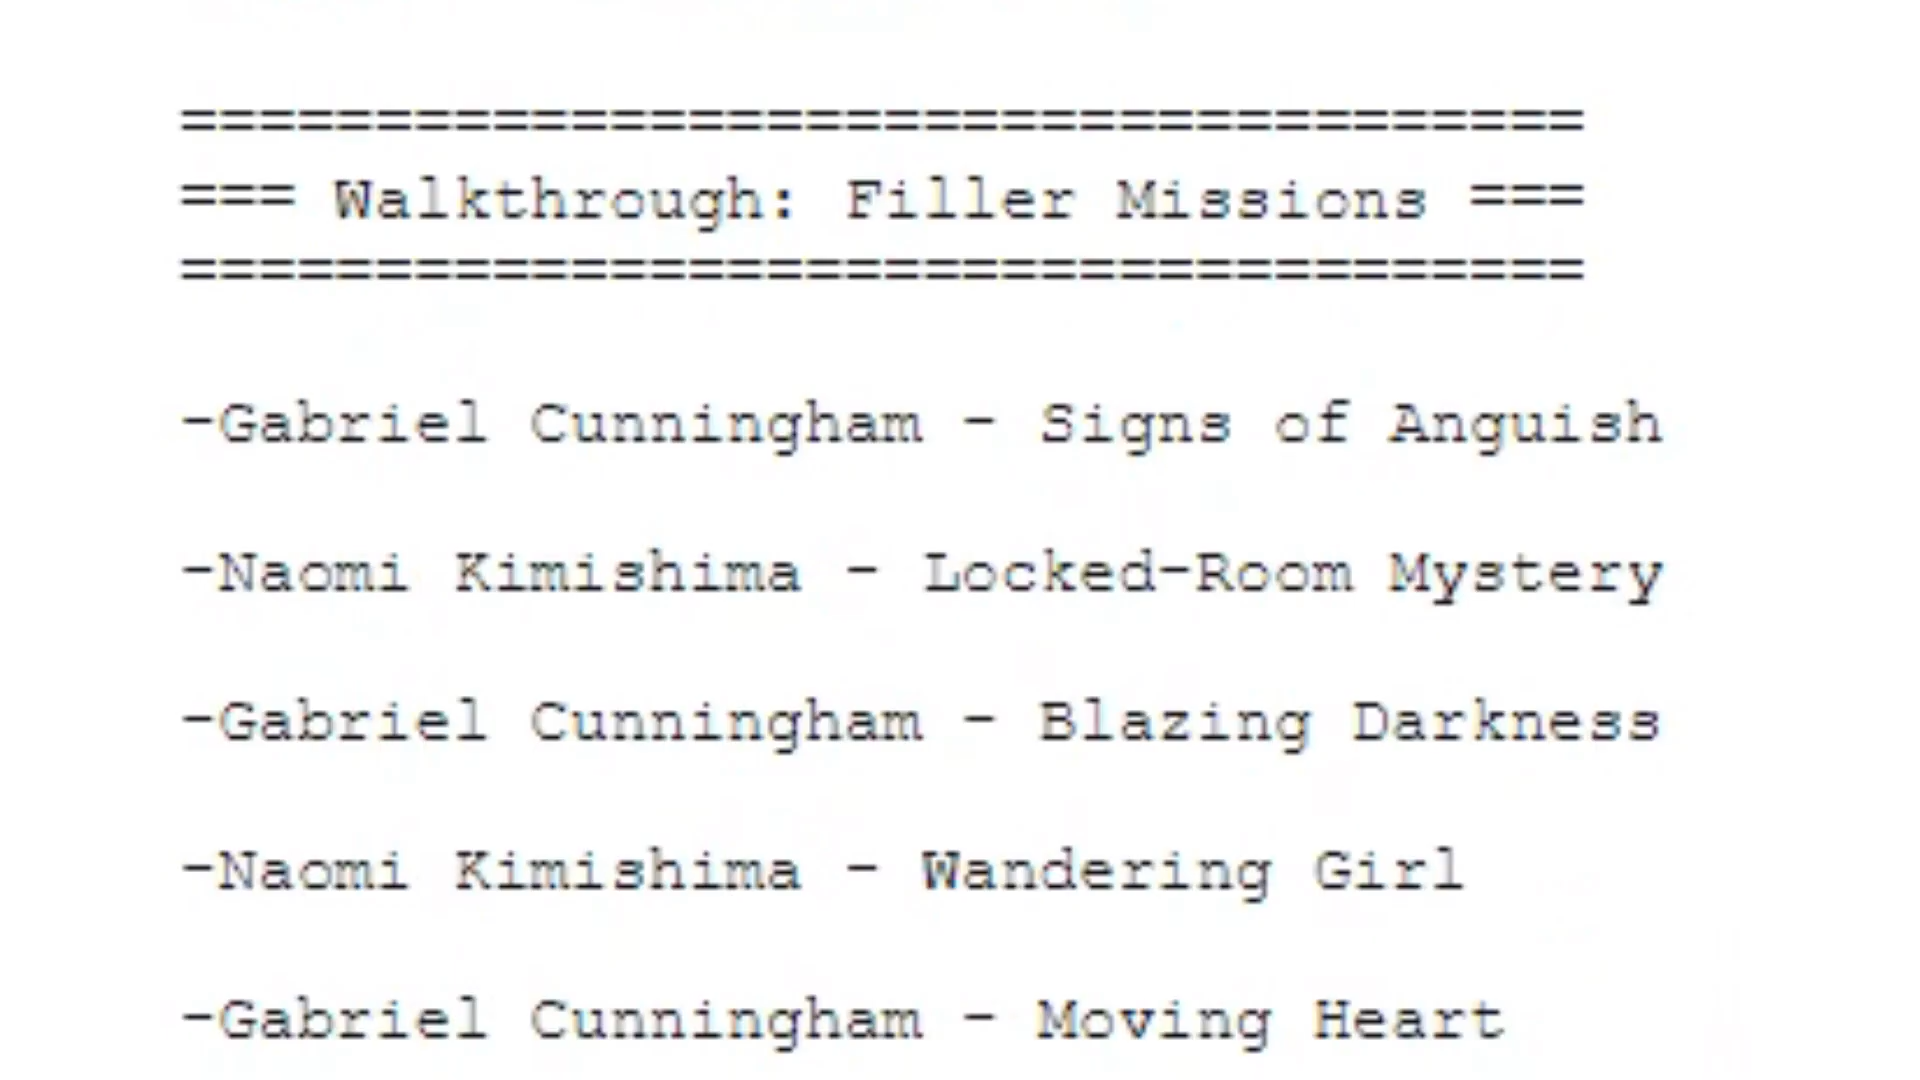 ====================================
=== Walkthrough: Filler Missions ===
====================================
-Gabriel Cunningham - Signs of Anguish
-Naomi Kimishima - Locked-Room Mystery
-Gabriel Cunningham - Blazing Darkness
-Naomi Kimishima - Wandering Girl
-Gabriel Cunningham - Moving Heart